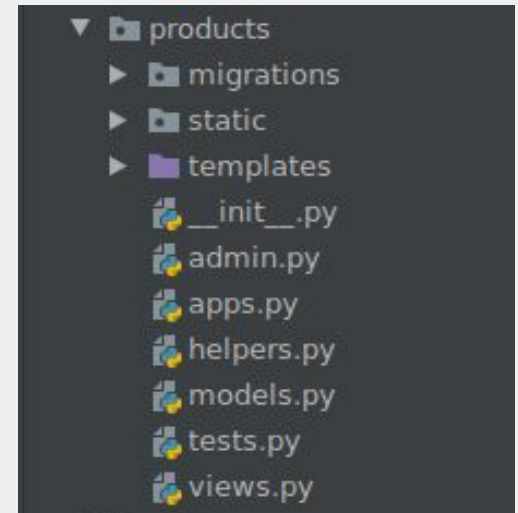 products
migrations
static
templates
__init__.py
admin.py
apps.py
helpers.py
models.py
tests.py
views.py